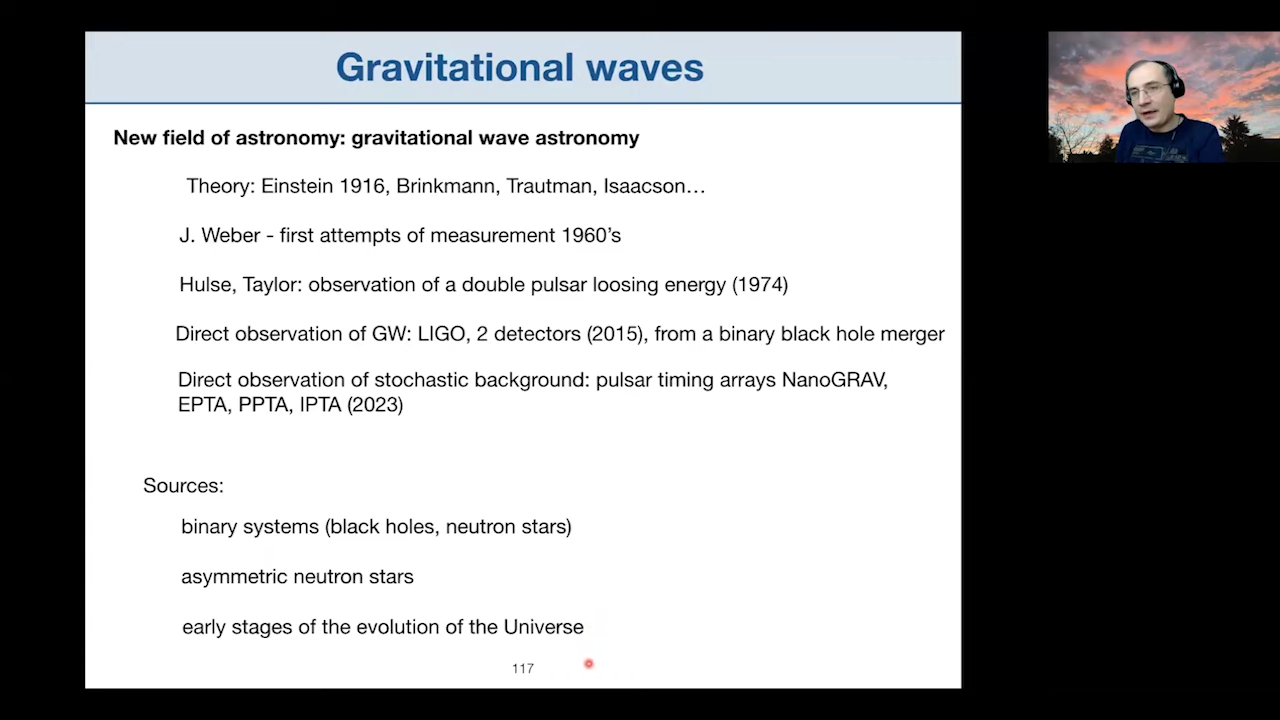 Gravitational waves
New field of astronomy: gravitational wave astronomy
Theory: Einstein 1916, Brinkmann, Trautman, Isaacson…
J. Weber - first attempts of measurement 1960’s
Hulse, Taylor: observation of a double pulsar loosing energy (1974)
Direct observation of GW: LIGO, 2 detectors (2015), from a binary black hole merger
Direct observation of stochastic background: pulsar timing arrays NanoGRAV,
EPTA, PPTA, IPTA (2023)
Sources:
binary systems (black holes, neutron stars)
asymmetric neutron stars
early stages of the evolution of the Universe
117